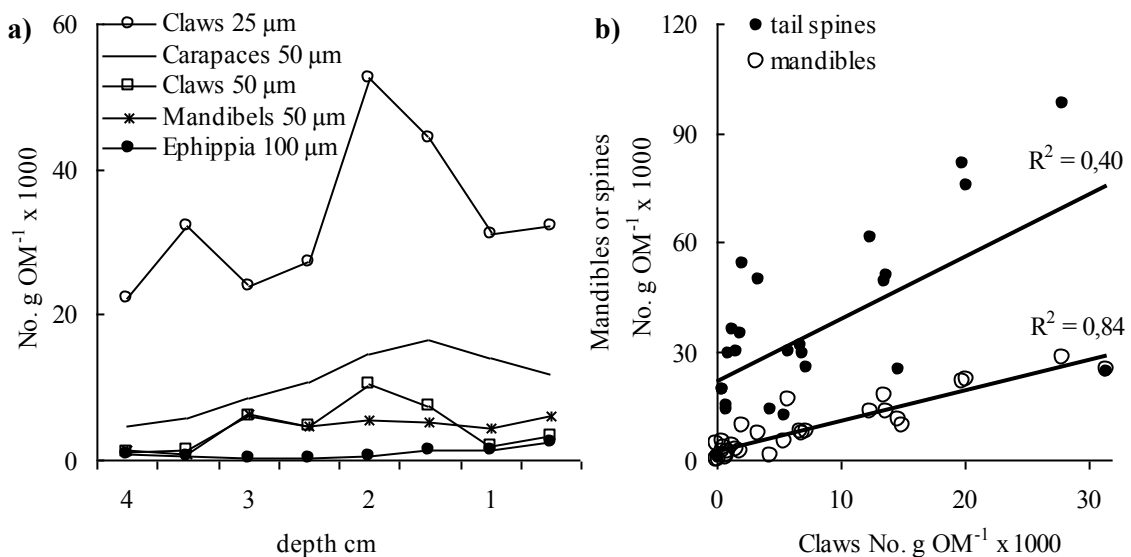 a)
60
40
20
0
No. g OM⁻¹ x 1000
Claws 25 µm
Carapaces 50 µm
Claws 50 µm
Mandibels 50 µm
Ephippia 100 µm
4 3 2 1
depth cm
b)
120
90
60
30
0
Mandibles or spines
No. g OM⁻¹ x 1000
tail spines
mandibles
R² = 0,40
R² = 0,84
0 10 20 30
Claws No. g OM⁻¹ x 1000